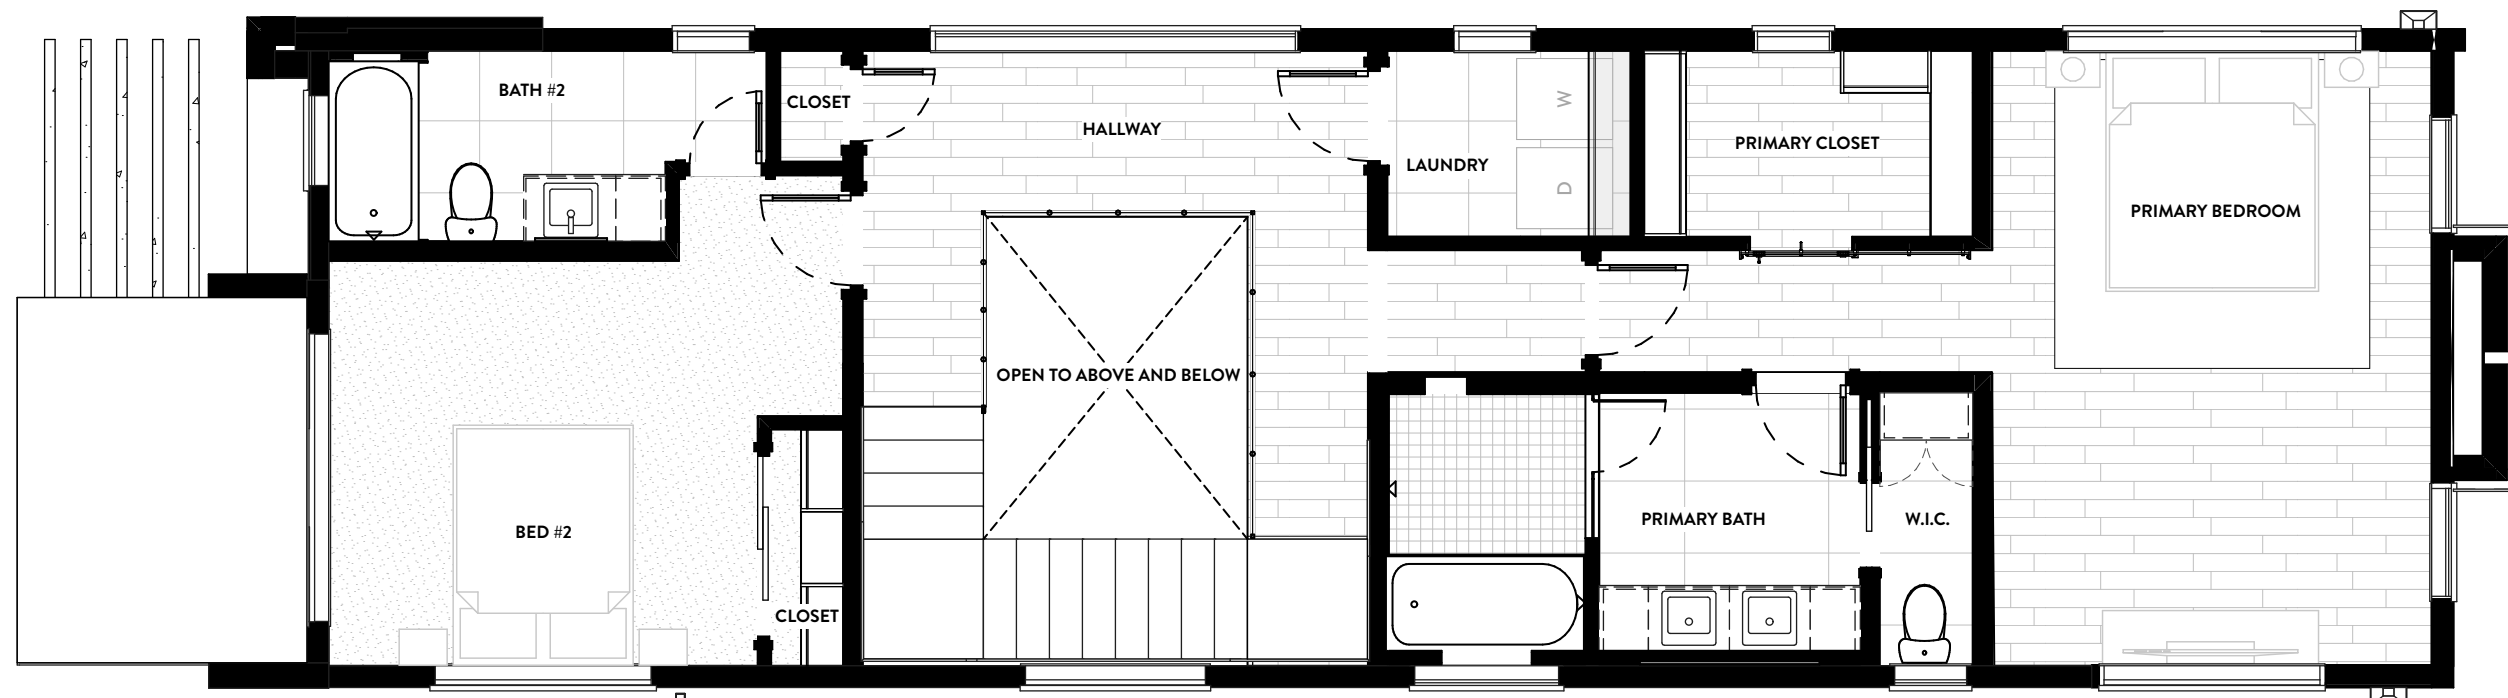 BATH #2
CLOSET
HALLWAY
W
LAUNDRY
D
PRIMARY CLOSET
PRIMARY BEDROOM
OPEN TO ABOVE AND BELOW
BED #2
CLOSET
PRIMARY BATH
W.I.C.